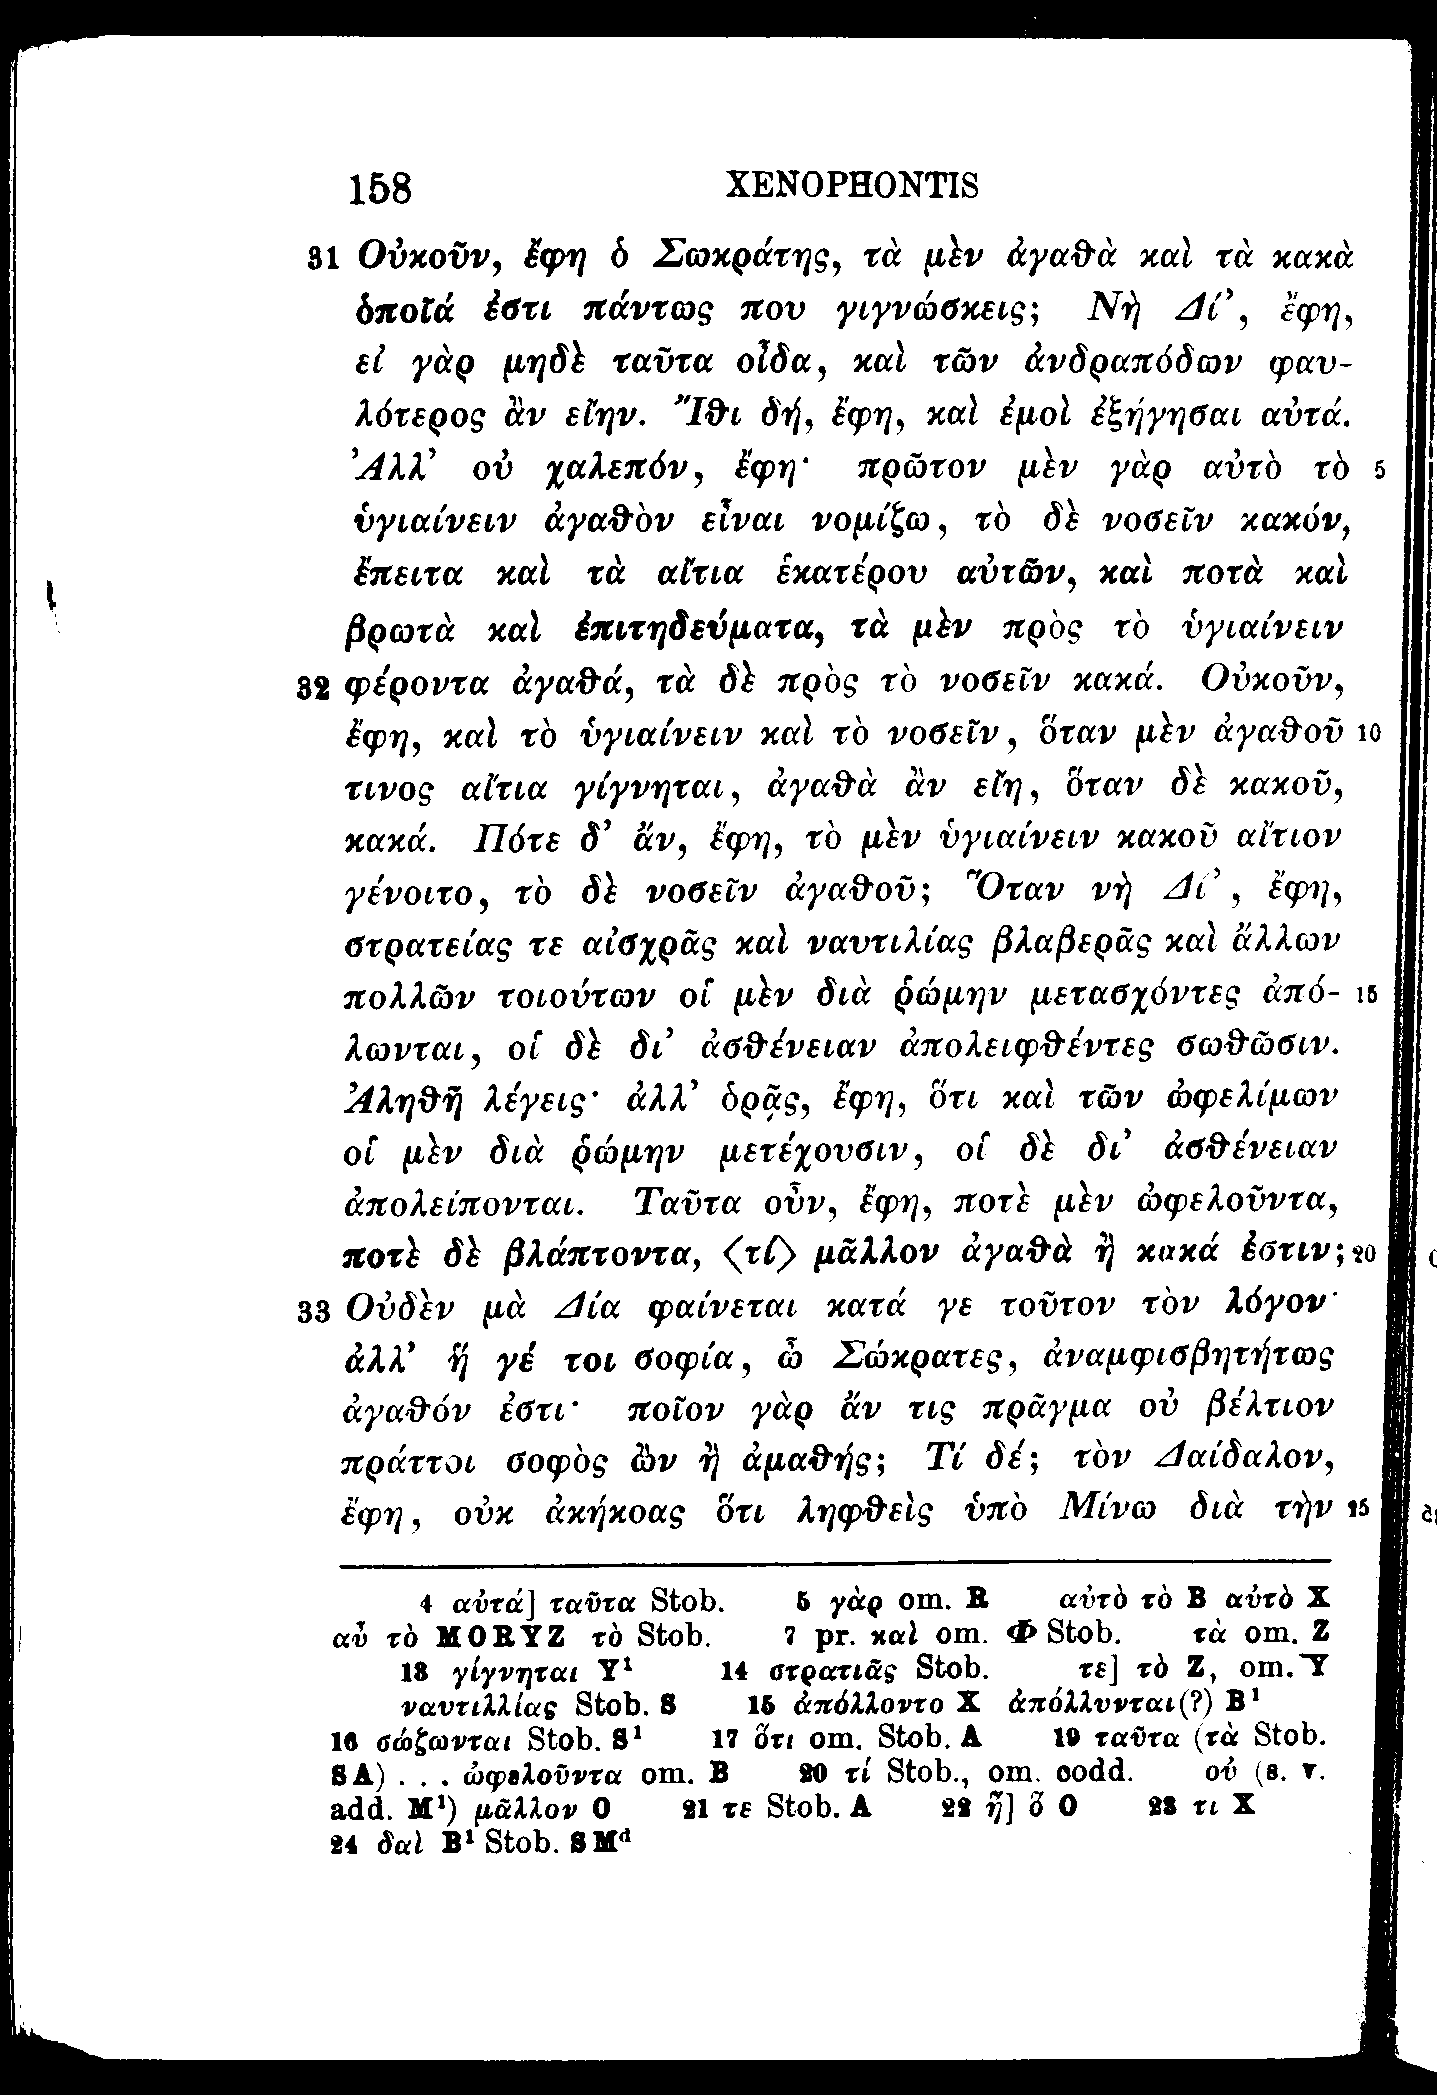 158 XENOPHONTIS
31 Οὐκοῦν, ἔφη ὁ Σωκράτης, τὰ μὲν ἀγαθὰ καὶ τὰ κακὰ
ὁποῖά ἐστι πάντως που γιγνώσκεις; Νὴ Δί’, ἔφη,
εἰ γὰρ μηδὲ ταῦτα οἶδα, καὶ τῶν ἀνδραπόδων φαυ-
λότερος ἂν εἴην. Ἴθι δή, ἔφη, καὶ ἐμοὶ ἐξήγησαι αὐτά.
Ἀλλ’ οὐ χαλεπόν, ἔφη· πρῶτον μὲν γὰρ αὐτὸ τὸ 5
ὑγιαίνειν ἀγαθὸν εἶναι νομίζω, τὸ δὲ νοσεῖν κακόν,
ἔπειτα καὶ τὰ αἴτια ἑκατέρου αὐτῶν, καὶ ποτὰ καὶ
βρωτὰ καὶ ἐπιτηδεύματα, τὰ μὲν πρὸς τὸ ὑγιαίνειν
32 φέροντα ἀγαθά, τὰ δὲ πρὸς τὸ νοσεῖν κακά. Οὐκοῦν,
ἔφη, καὶ τὸ ὑγιαίνειν καὶ τὸ νοσεῖν, ὅταν μὲν ἀγαθοῦ 10
τινος αἴτια γίγνηται, ἀγαθὰ ἂν εἴη, ὅταν δὲ κακοῦ,
κακά. Πότε δ’ ἄν, ἔφη, τὸ μὲν ὑγιαίνειν κακοῦ αἴτιον
γένοιτο, τὸ δὲ νοσεῖν ἀγαθοῦ; Ὅταν νὴ Δί’, ἔφη,
στρατείας τε αἰσχρᾶς καὶ ναυτιλίας βλαβερᾶς καὶ ἄλλων
πολλῶν τοιούτων οἱ μὲν διὰ ῥώμην μετασχόντες ἀπό- 15
λωνται, οἱ δὲ δι’ ἀσθένειαν ἀπολειφθέντες σωθῶσιν.
Ἀληθῆ λέγεις· ἀλλ’ ὁρᾷς, ἔφη, ὅτι καὶ τῶν ὠφελίμων
οἱ μὲν διὰ ῥώμην μετέχουσιν, οἱ δὲ δι’ ἀσθένειαν
ἀπολείπονται. Ταῦτα οὖν, ἔφη, ποτὲ μὲν ὠφελοῦντα,
ποτὲ δὲ βλάπτοντα, ⟨τί⟩ μᾶλλον ἀγαθὰ ἢ κακά ἐστιν; 20
33 Οὐδὲν μὰ Δία φαίνεται κατά γε τοῦτον τὸν λόγον·
ἀλλ’ ἥ γέ τοι σοφία, ὦ Σώκρατες, ἀναμφισβητήτως
ἀγαθόν ἐστι· ποῖον γὰρ ἄν τις πρᾶγμα οὐ βέλτιον
πράττοι σοφὸς ὢν ἢ ἀμαθής; Τί δέ; τὸν Δαίδαλον,
ἔφη, οὐκ ἀκήκοας ὅτι ληφθεὶς ὑπὸ Μίνω διὰ τὴν 25
4 αὐτά] ταῦτα Stob. 5 γὰρ om. R αὐτὸ τὸ B αὐτὸ X
αὖ τὸ MORYZ τὸ Stob. 7 pr. καὶ om. Φ Stob. τὰ om. Z
13 γίγνηται Y¹ 14 στρατιᾶς Stob. τε] τὸ Z, om. Y
ναυτιλλίας Stob. S 15 ἀπόλλοντο X ἀπόλλυνται(?) B¹
16 σώζωνται Stob. S¹ 17 ὅτι om. Stob. A 19 ταῦτα (τὰ Stob.
SA) . . . ὠφελοῦντα om. B 20 τί Stob., om. codd. οὐ (s. v.
add. M¹) μᾶλλον O 21 τε Stob. A 22 ἥ] ὅ O 23 τι X
24 δαὶ B¹ Stob. SMᵈ